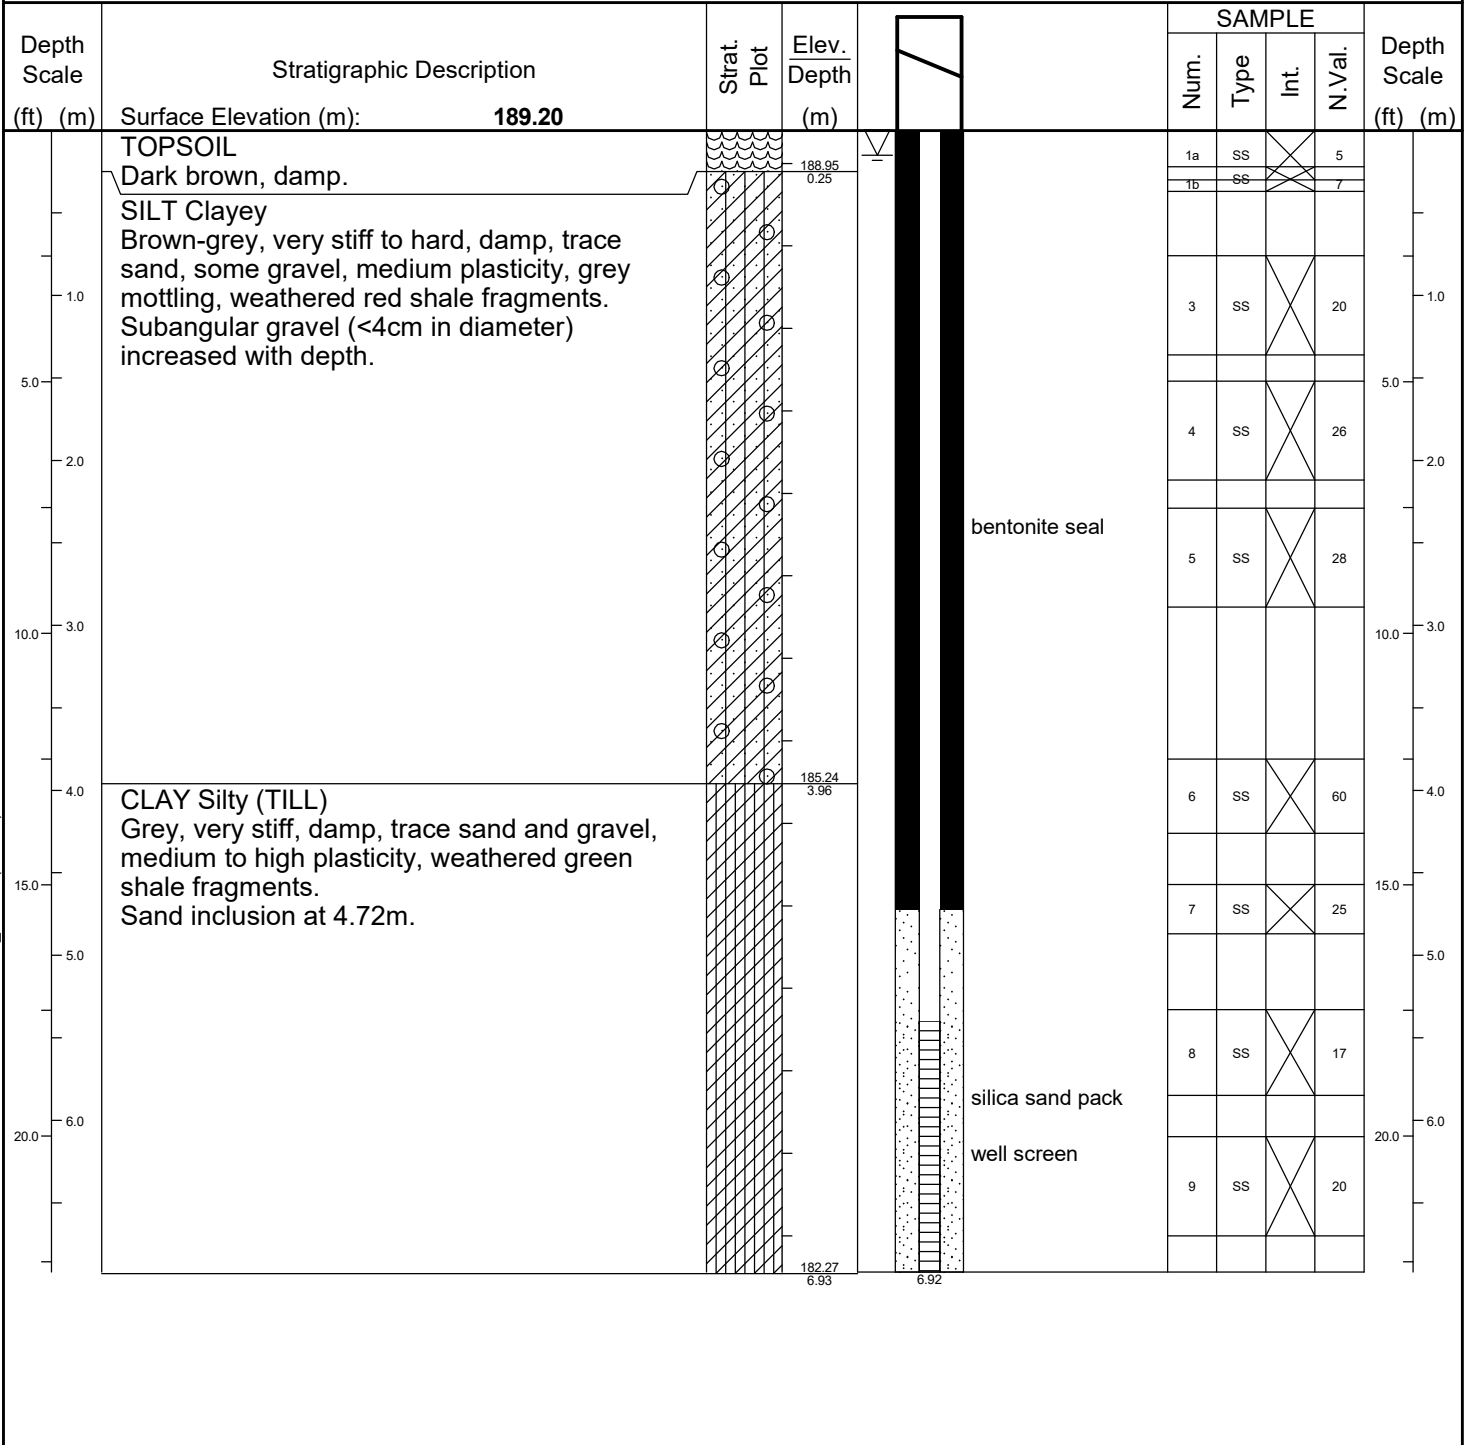 SAMPLE
Depth Scale
(ft) (m)
Stratigraphic Description
Surface Elevation (m): 189.20
Strat. Plot
Elev. Depth
(m)
Num.
Type
Int.
N.Val.
Depth Scale
(ft) (m)
TOPSOIL
Dark brown, damp.
188.95
0.25
1a SS 5
1b SS 7
SILT Clayey
Brown-grey, very stiff to hard, damp, trace
sand, some gravel, medium plasticity, grey
mottling, weathered red shale fragments.
Subangular gravel (<4cm in diameter)
increased with depth.
1.0
3 SS 20
1.0
5.0
5.0
4 SS 26
2.0
2.0
bentonite seal
5 SS 28
3.0
3.0
10.0
10.0
185.24
3.96
6 SS 60
4.0
4.0
CLAY Silty (TILL)
Grey, very stiff, damp, trace sand and gravel,
medium to high plasticity, weathered green
shale fragments.
Sand inclusion at 4.72m.
15.0
15.0
7 SS 25
5.0
5.0
8 SS 17
silica sand pack
6.0
6.0
20.0
20.0
well screen
9 SS 20
182.27
6.93
6.92